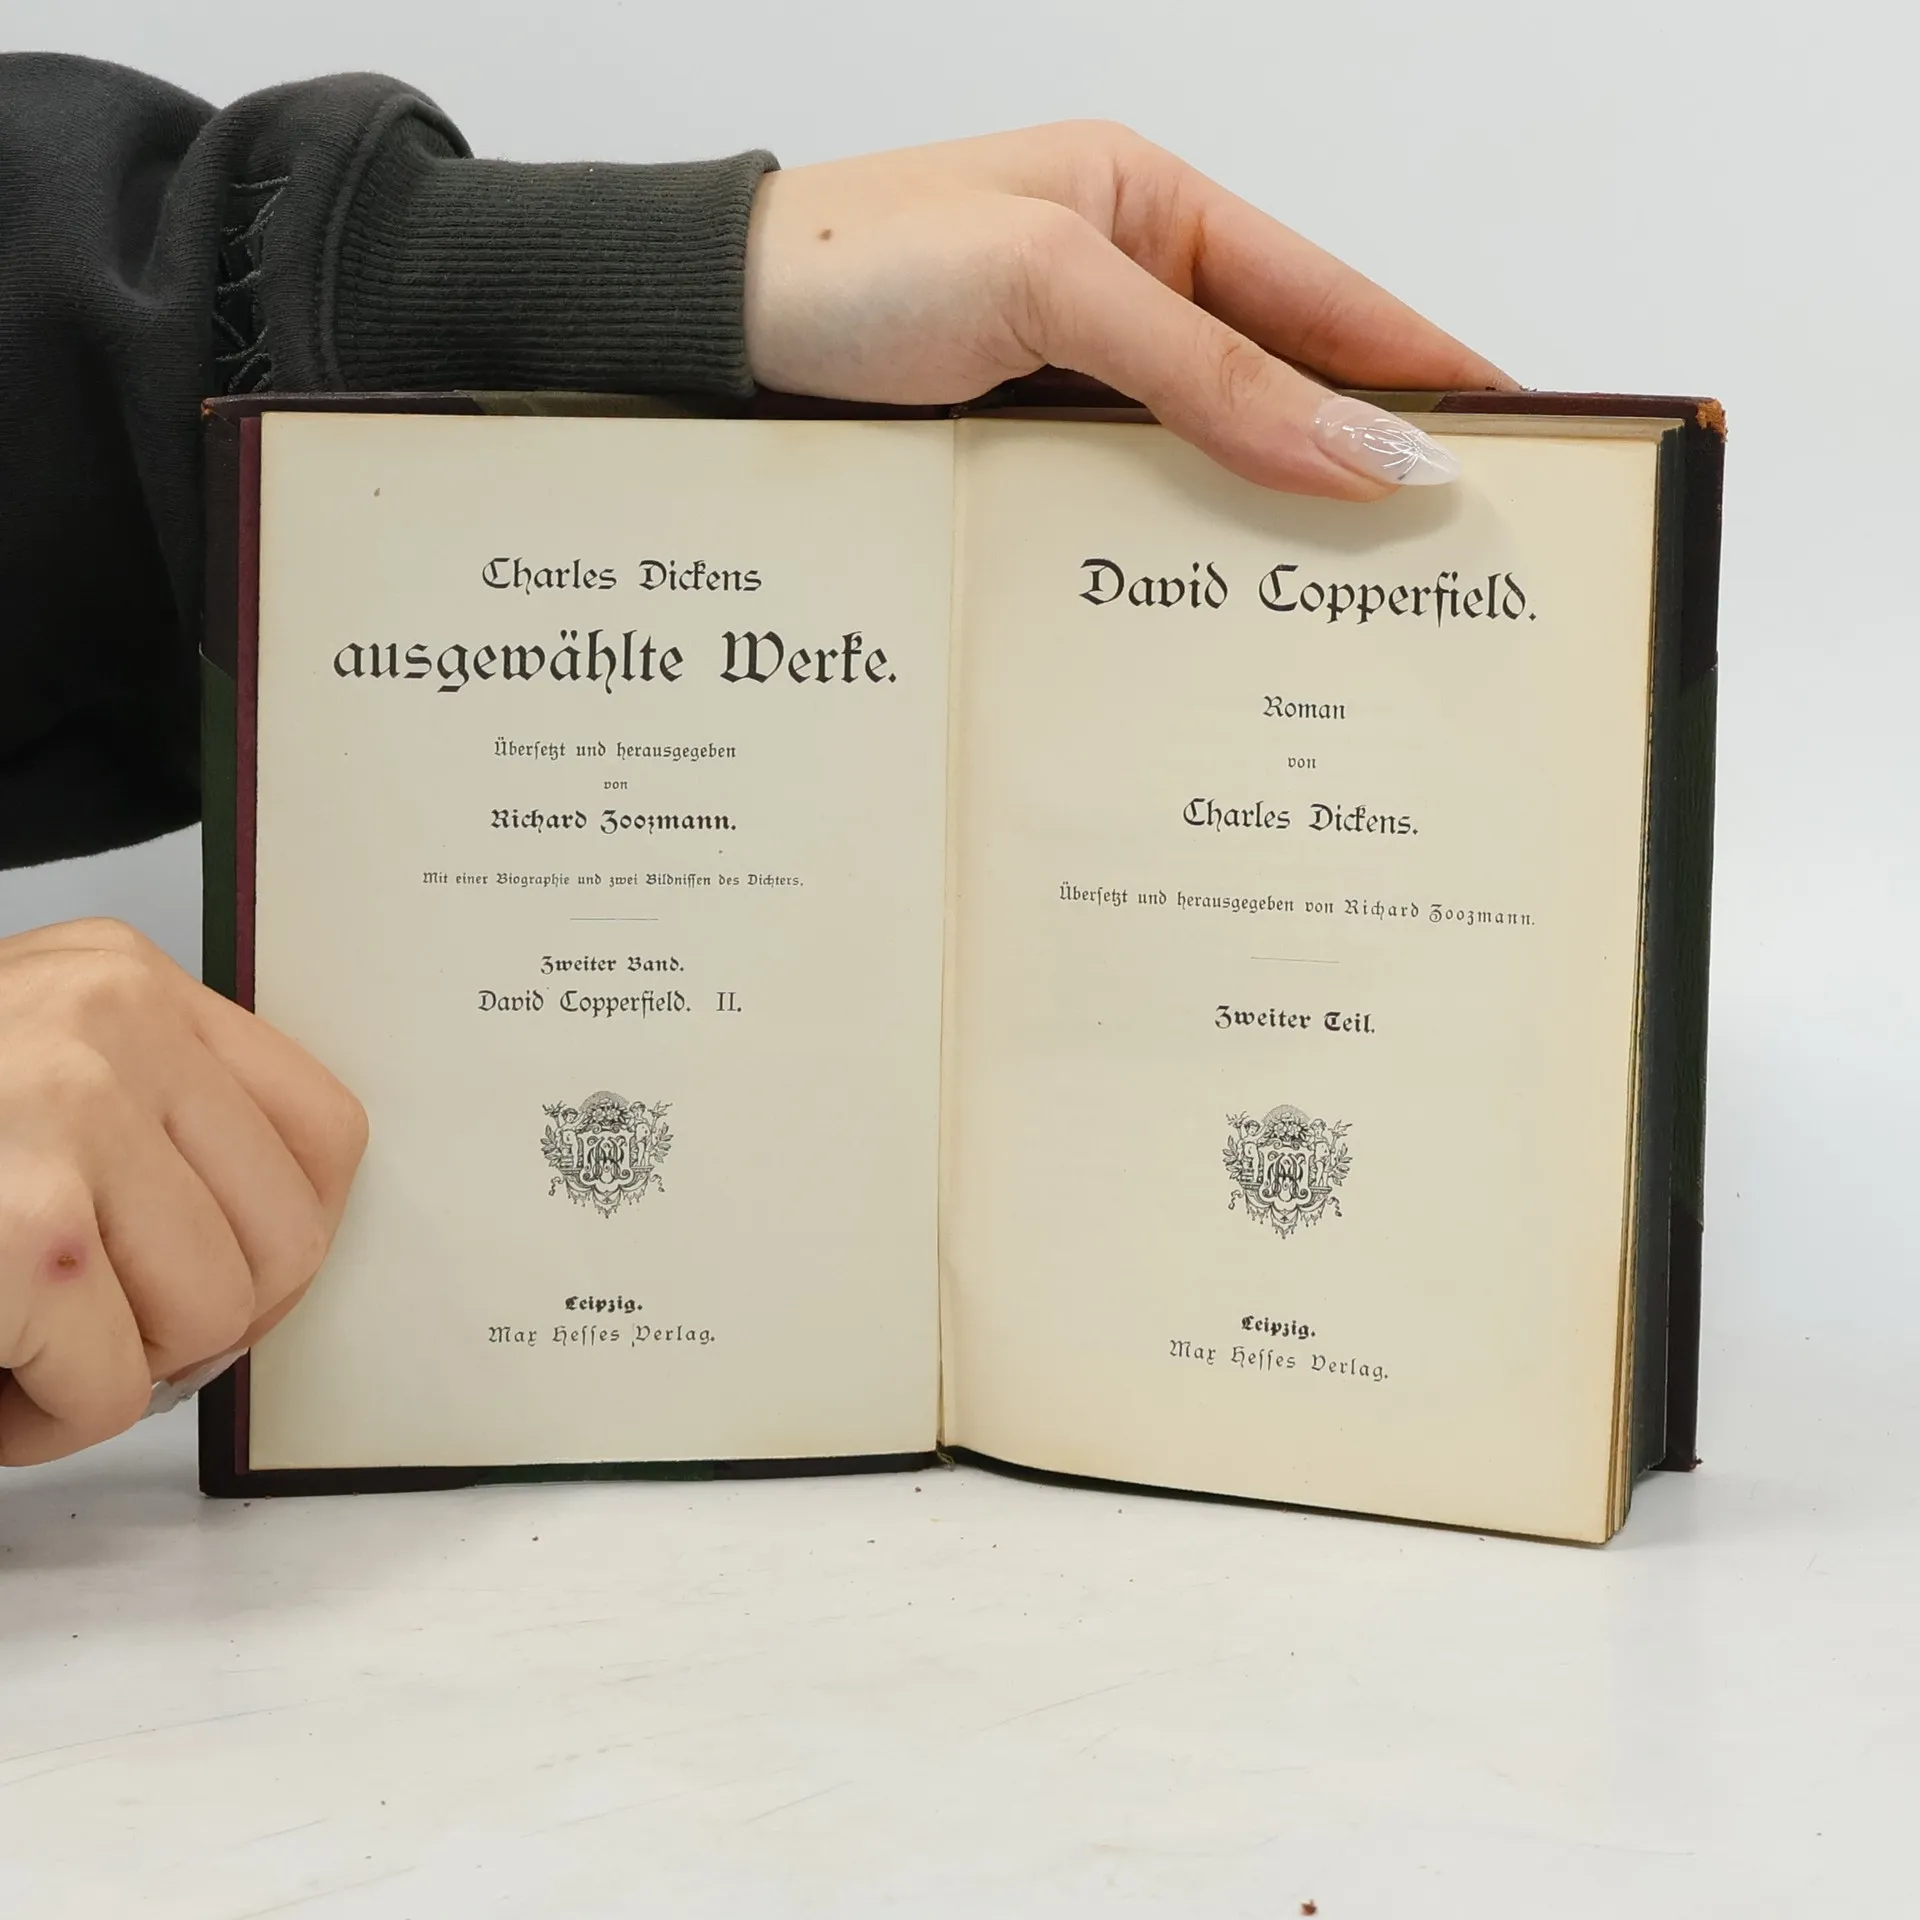 Charles Dickens
ausgewählte Werke.
Überſetzt und herausgegeben
von
Richard Zoozmann.
Mit einer Biographie und zwei Bildniſſen des Dichters.
Zweiter Band.
David Copperfield. II.
Leipzig.
Max Heſſes Verlag.
David Copperfield.
Roman
von
Charles Dickens.
Überſetzt und herausgegeben von Richard Zoozmann.
Zweiter Teil.
Leipzig.
Max Heſſes Verlag.